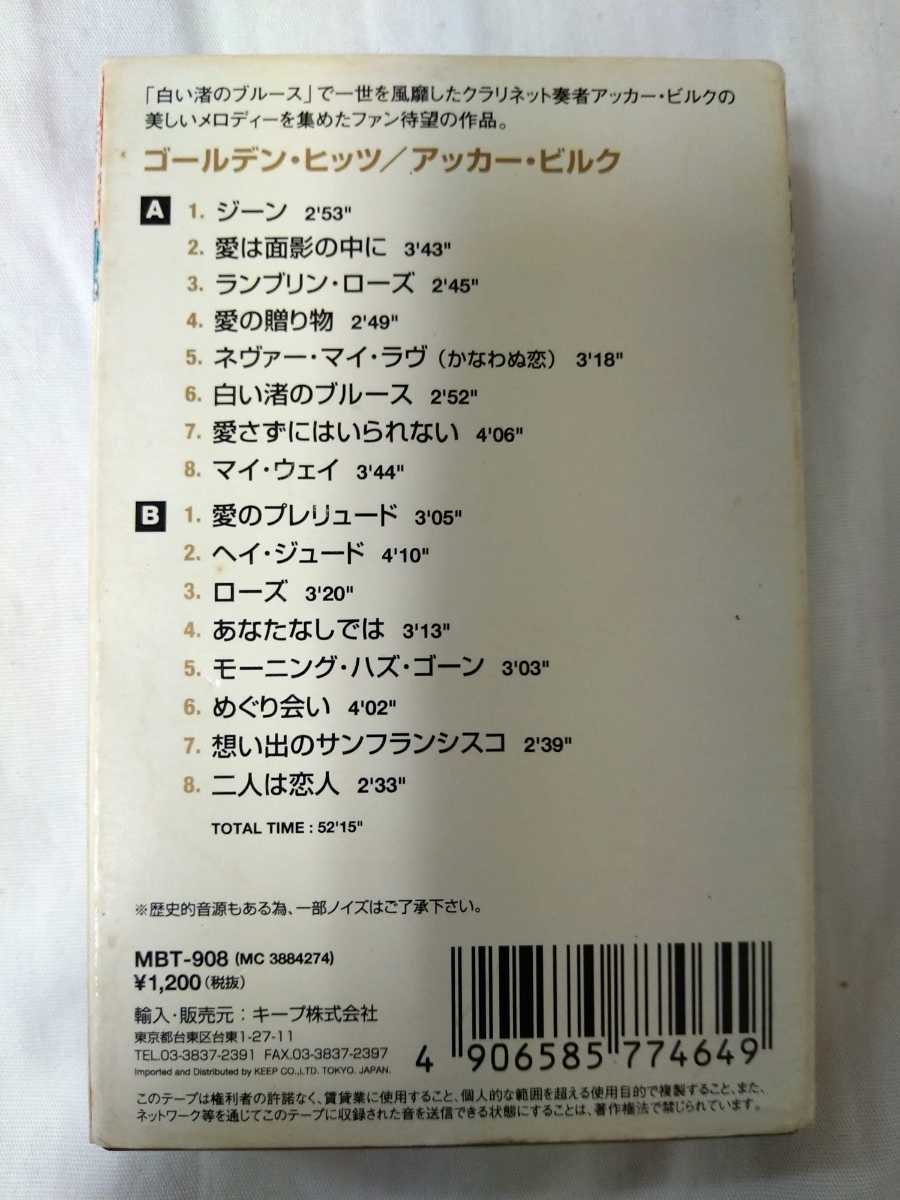 「白い渚のブルース」で一世を風靡したクラリネット奏者アッカー・ビルクの
美しいメロディーを集めたファン待望の作品。
ゴールデン・ヒッツ/アッカー・ビルク
A 1. ジーン 2'53"
2. 愛は面影の中に 3'43"
3. ランブリン・ローズ 2'45"
4. 愛の贈り物 2'49"
5. ネヴァー・マイ・ラヴ(かなわぬ恋) 3'18"
6. 白い渚のブルース 2'52"
7. 愛さずにはいられない 4'06"
8. マイ・ウェイ 3'44"
B 1. 愛のプレリュード 3'05"
2. ヘイ・ジュード 4'10"
3. ローズ 3'20"
4. あなたなしでは 3'13"
5. モーニング・ハズ・ゴーン 3'03"
6. めぐり会い 4'02"
7. 想い出のサンフランシスコ 2'39"
8. 二人は恋人 2'33"
TOTAL TIME : 52'15"
※歴史的音源もある為、一部ノイズはご了承下さい。
MBT-908 (MC 3884274)
¥1,200(税抜)
輸入・販売元:キープ株式会社
東京都台東区台東1-27-11
TEL.03-3837-2391 FAX.03-3837-2397
Imported and Distributed by KEEP CO.,LTD. TOKYO. JAPAN.
4 906585 774649
このテープは権利者の許諾なく、賃貸業に使用すること、個人的な範囲を超える使用目的で複製すること、また、
ネットワーク等を通じてこのテープに収録された音を送信できる状態にすることは、著作権法で禁じられています。